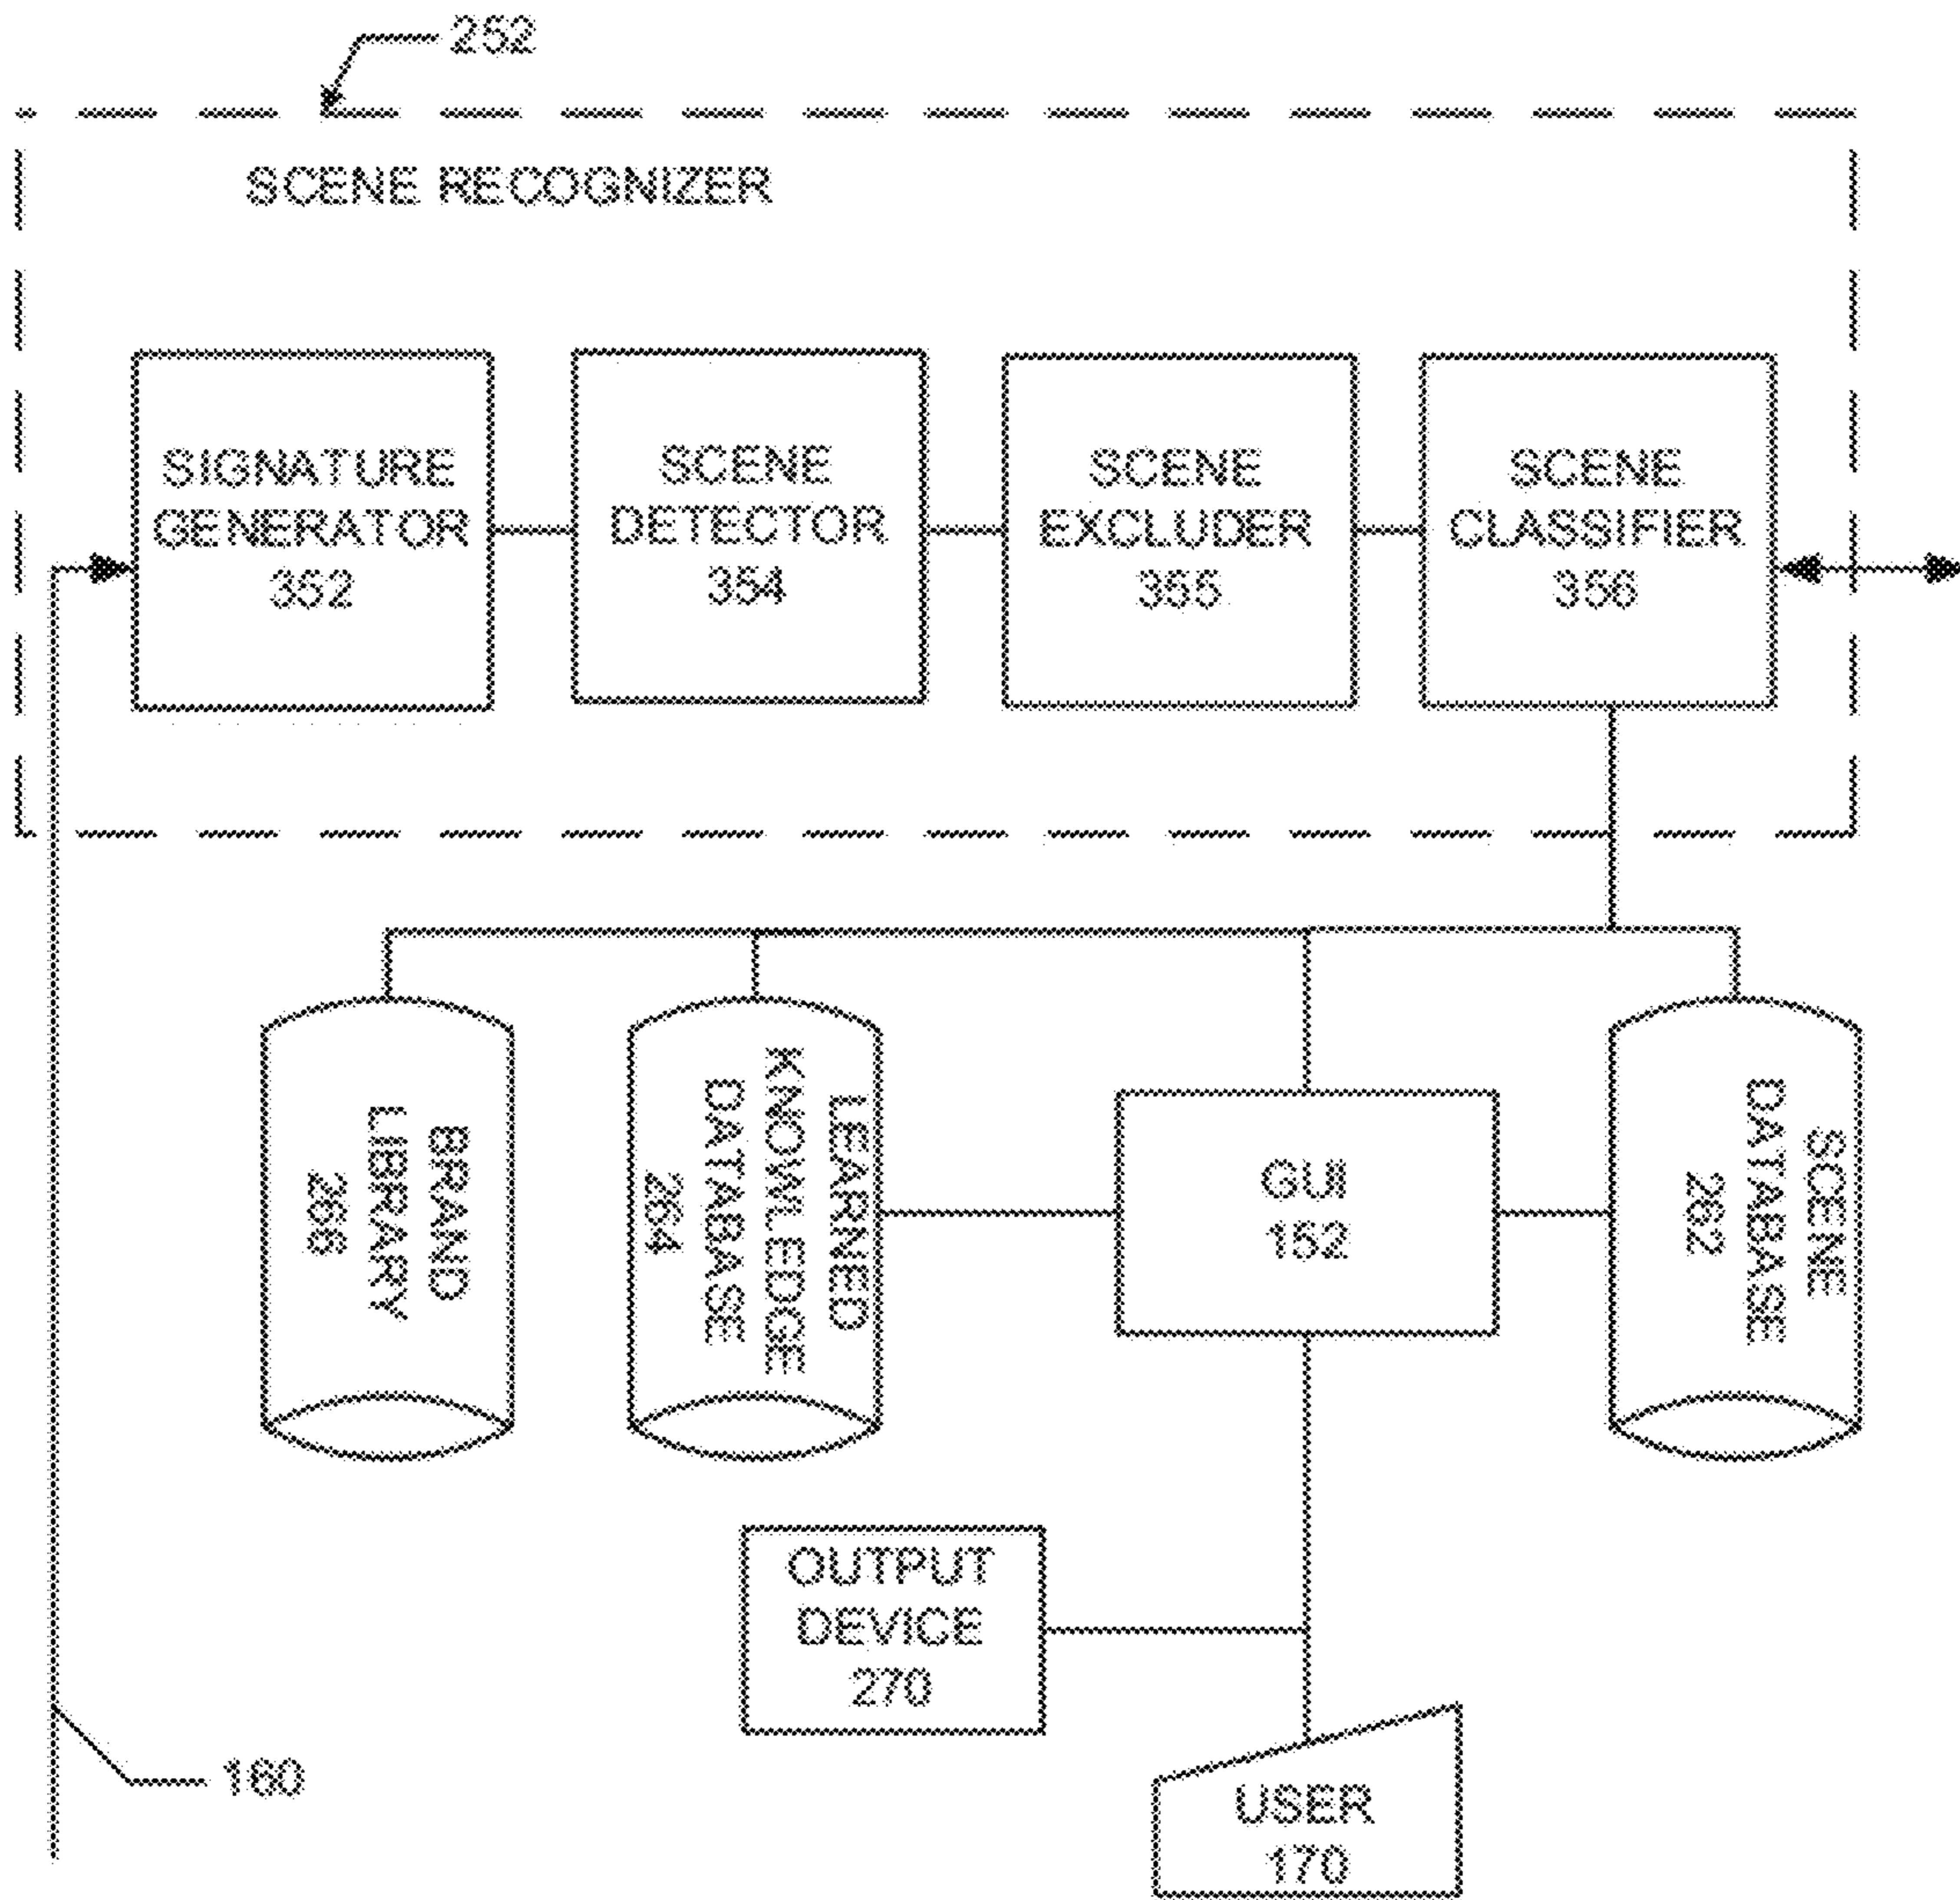 252
SCENE RECOGNIZER
SIGNATURE
GENERATOR
352
SCENE
DETECTOR
354
SCENE
EXCLUDER
355
SCENE
CLASSIFIER
356
BRAND
LIBRARY
266
LEARNED
KNOWLEDGE
DATABASE
264
GUI
152
SCENE
DATABASE
262
OUTPUT
DEVICE
270
160
USER
170